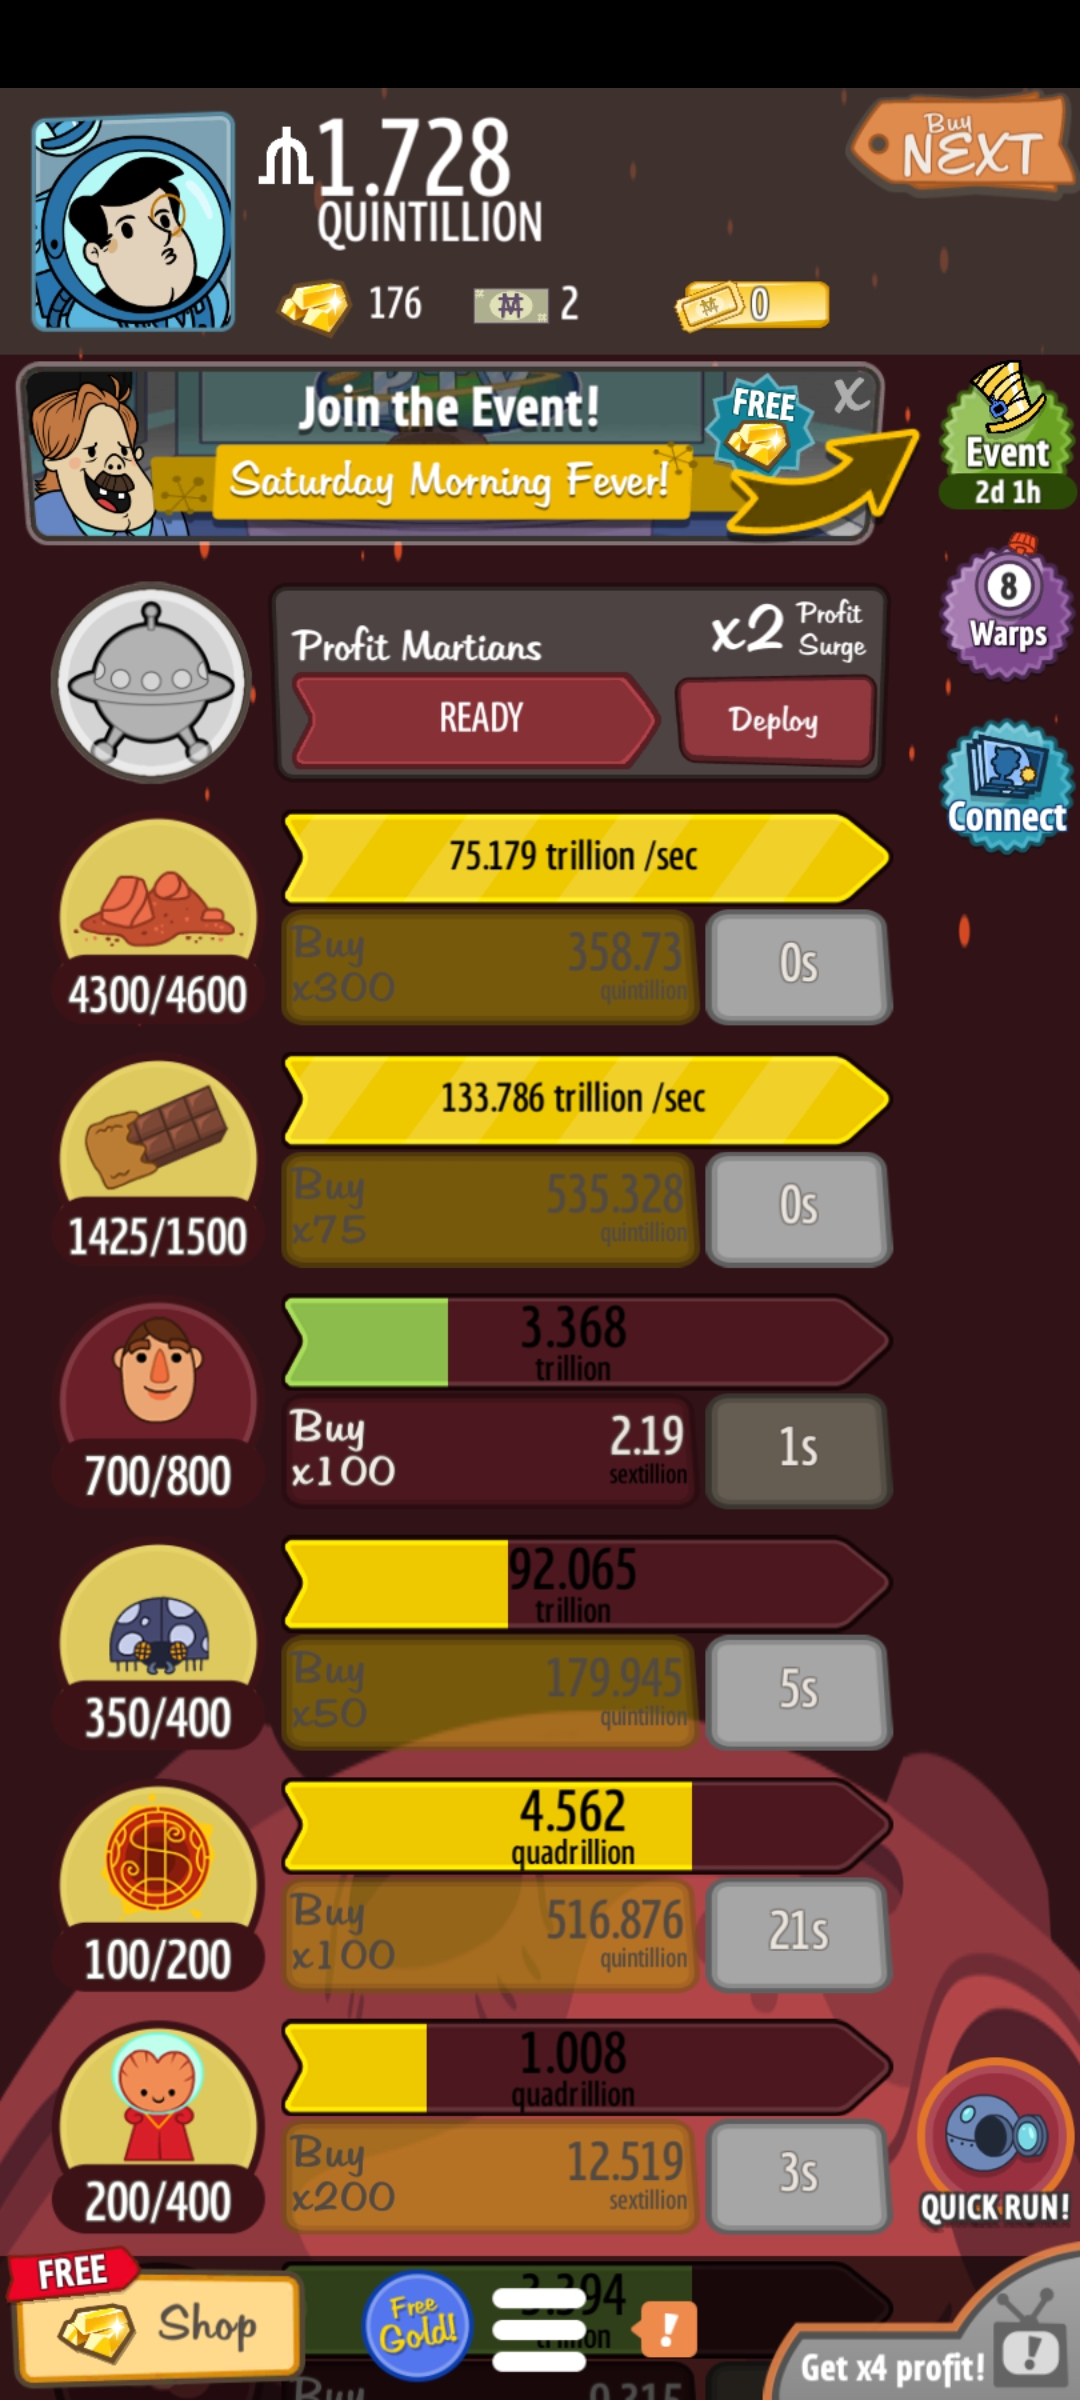 1.728
QUINTILLION
Buy
NEXT
176
2
0
Join the Event!
FREE
X
Saturday Morning Fever!
Event
2d 1h
8
Warps
Connect
Profit Martians
x2 Profit
Surge
READY
Deploy
75.179 trillion /sec
4300/4600
Buy
x300
358.73
quintillion
0s
133.786 trillion /sec
1425/1500
Buy
x75
535.328
quintillion
0s
3.368
trillion
700/800
Buy
x100
2.19
sextillion
1s
92.065
trillion
350/400
Buy
x50
179.945
quintillion
5s
4.562
quadrillion
100/200
Buy
x100
516.876
quintillion
21s
1.008
quadrillion
200/400
Buy
x200
12.519
sextillion
3s
QUICK RUN!
FREE
Shop
Free
Gold!
!
Get x4 profit!
!
Buy